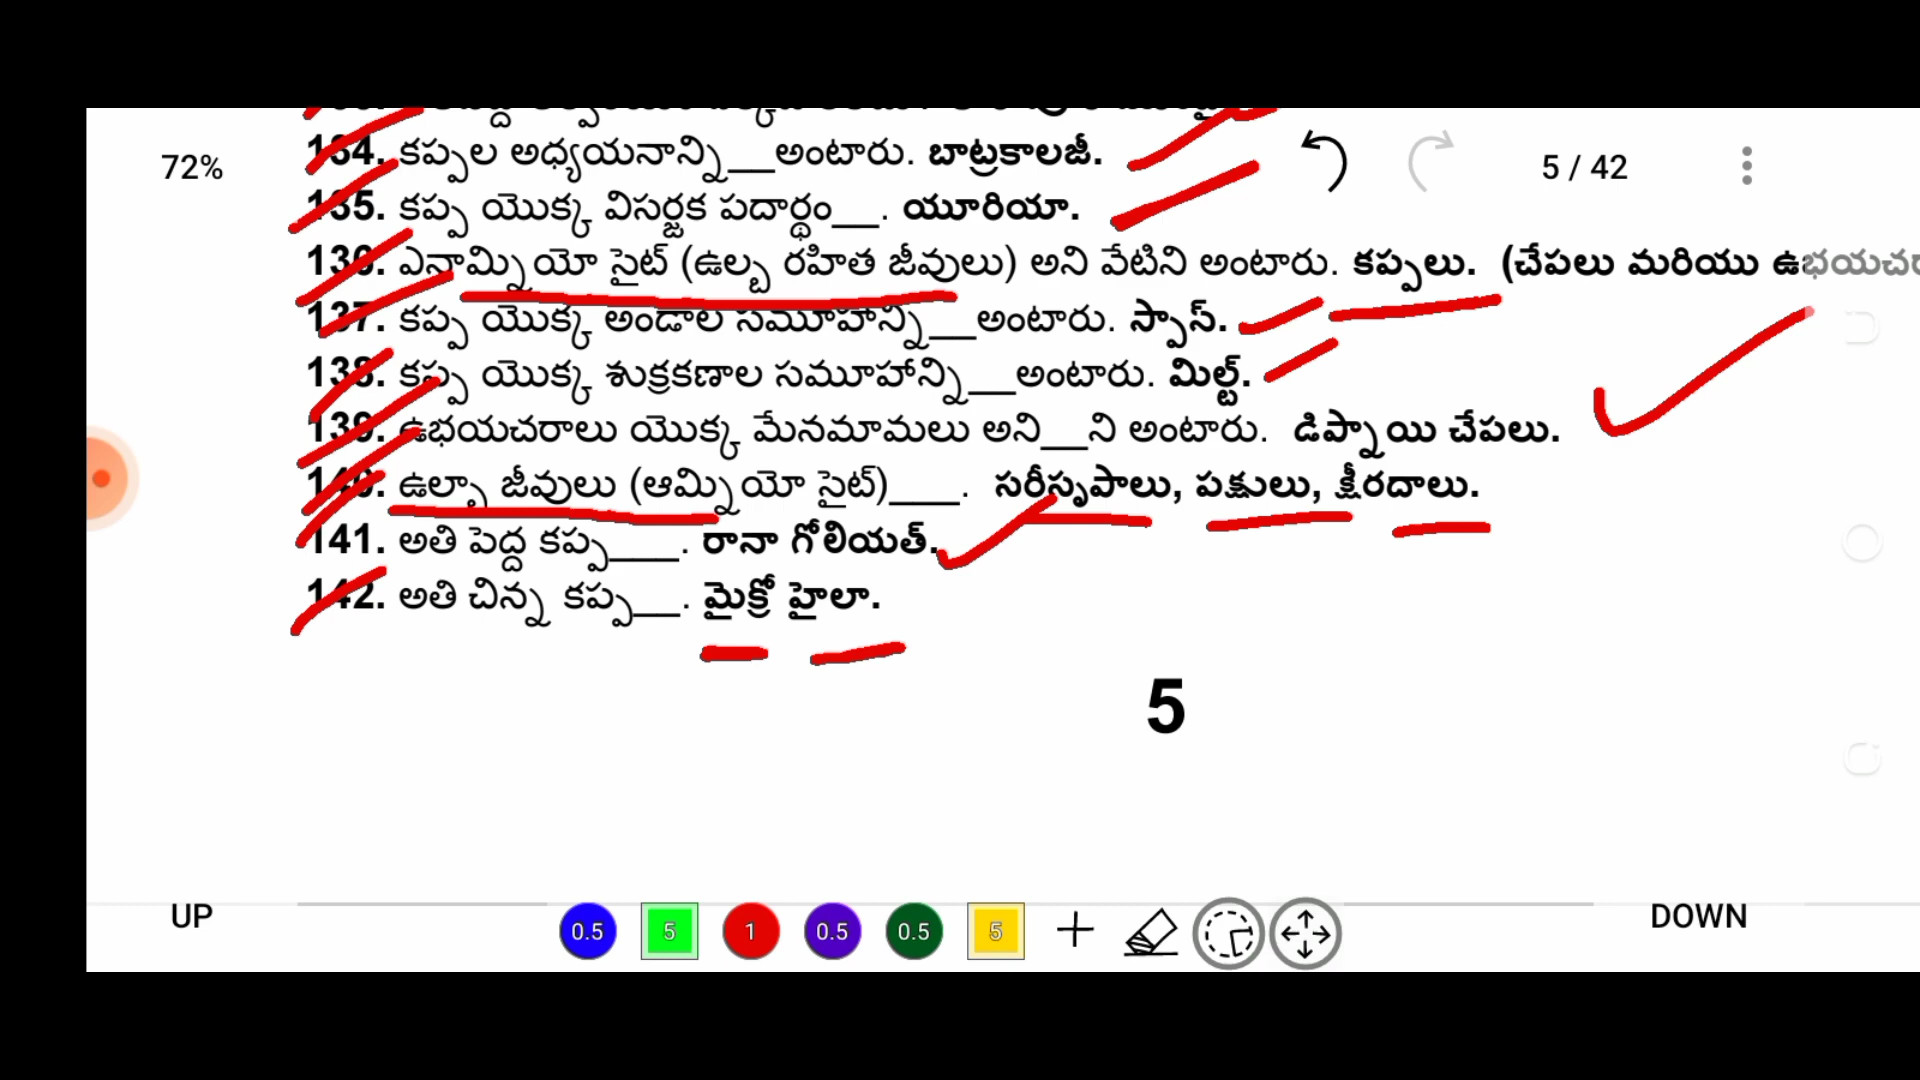 134. కప్పల అధ్యయనాన్ని__అంటారు. బాట్రకాలజీ.
72%
5 / 42
135. కప్ప యొక్క విసర్జక పదార్థం__. యూరియా.
136. ఎనామ్నియో సైట్ (ఉల్బ రహిత జీవులు) అని వేటిని అంటారు. కప్పలు. (చేపలు మరియు ఉభయచ
137. కప్ప యొక్క అండాల సమూహాన్ని__అంటారు. స్పాస్.
138. కప్ప యొక్క శుక్రకణాల సమూహాన్ని__అంటారు. మిల్ట్.
139. ఉభయచరాలు యొక్క మేనమామలు అని__ని అంటారు. డిప్నాయి చేపలు.
140. ఉల్బా జీవులు (ఆమ్నియో సైట్)___. సరీసృపాలు, పక్షులు, క్షీరదాలు.
141. అతి పెద్ద కప్ప___. రానా గోలియత్.
142. అతి చిన్న కప్ప__. మైక్రో హైలా.
5
UP
DOWN
0.5 5 1 0.5 0.5 5